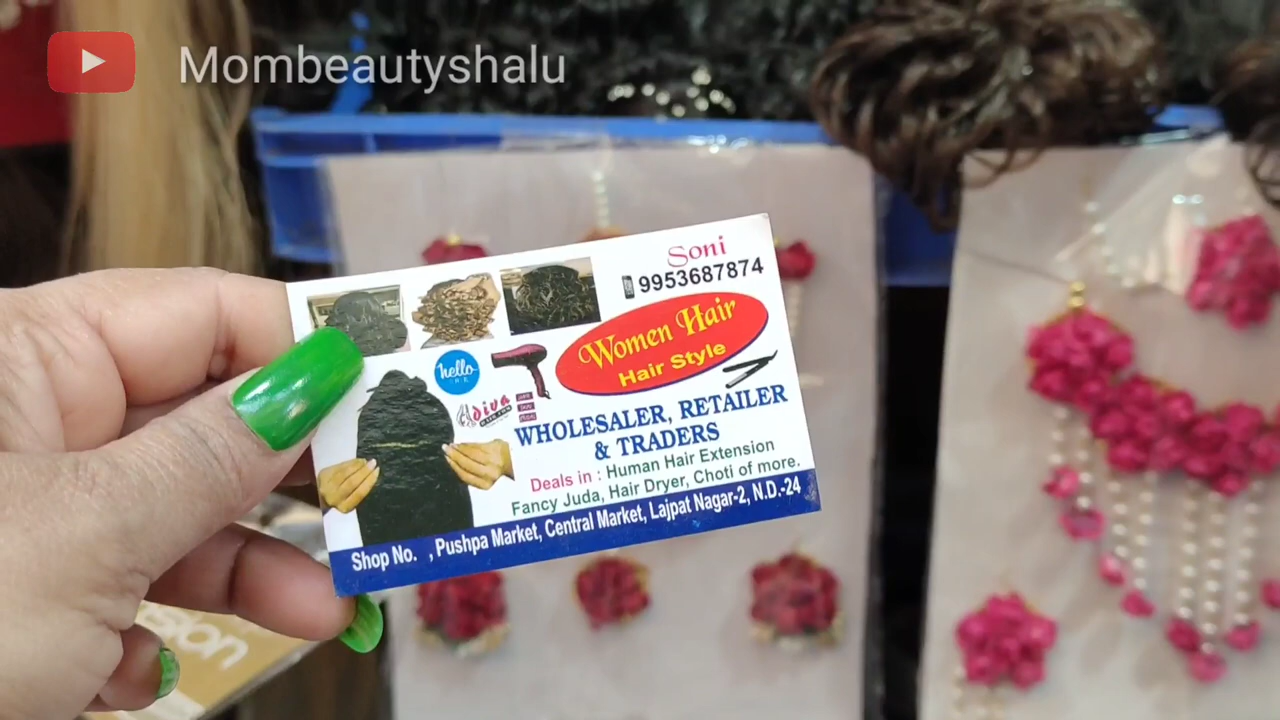 Mombeautyshalu
Soni
9953687874
Women Hair
Hair Style
hello
diva
WHOLESALER, RETAILER
& TRADERS
Deals in : Human Hair Extension
Fancy Juda, Hair Dryer, Choti of more.
Shop No. , Pushpa Market, Central Market, Lajpat Nagar-2, N.D.-24